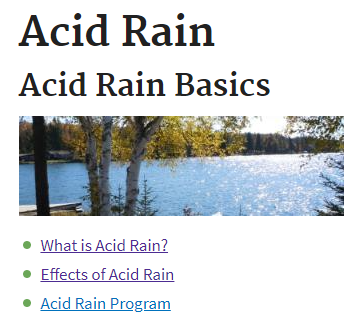 Acid Rain
Acid Rain Basics
What is Acid Rain?
Effects of Acid Rain
Acid Rain Program